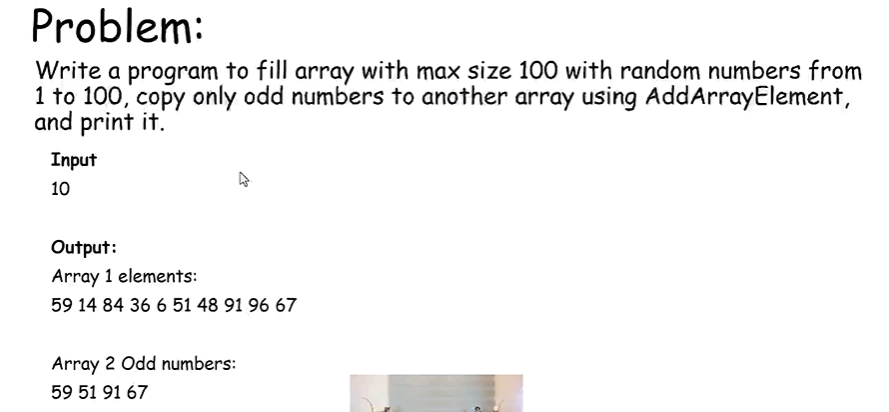 Problem:
Write a program to fill array with max size 100 with random numbers from
1 to 100, copy only odd numbers to another array using AddArrayElement,
and print it.
Input
10
Output:
Array 1 elements:
59 14 84 36 6 51 48 91 96 67
Array 2 Odd numbers:
59 51 91 67